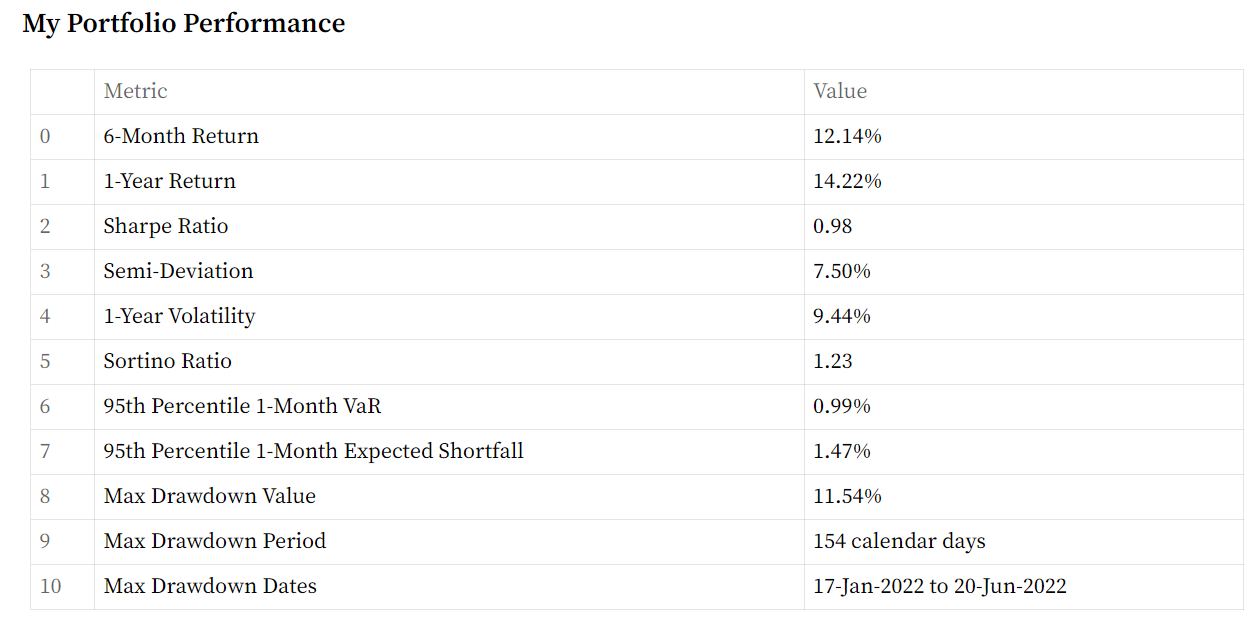 My Portfolio Performance
Metric Value
0 6-Month Return 12.14%
1 1-Year Return 14.22%
2 Sharpe Ratio 0.98
3 Semi-Deviation 7.50%
4 1-Year Volatility 9.44%
5 Sortino Ratio 1.23
6 95th Percentile 1-Month VaR 0.99%
7 95th Percentile 1-Month Expected Shortfall 1.47%
8 Max Drawdown Value 11.54%
9 Max Drawdown Period 154 calendar days
10 Max Drawdown Dates 17-Jan-2022 to 20-Jun-2022